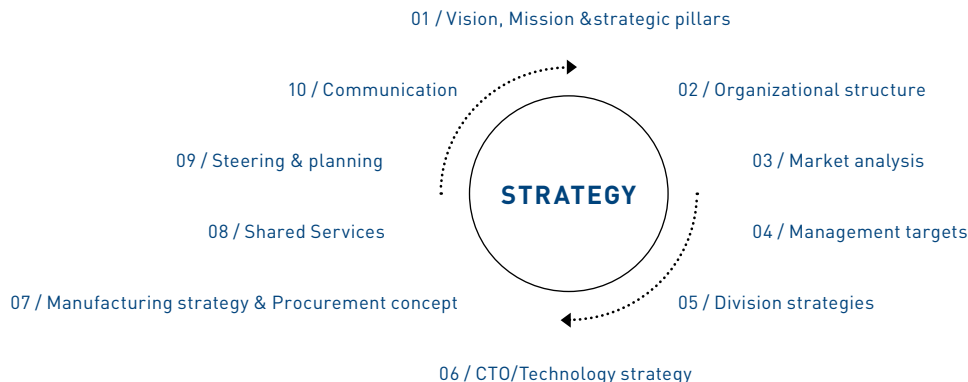 01 / Vision, Mission &strategic pillars
10 / Communication
02 / Organizational structure
09 / Steering & planning
03 / Market analysis
STRATEGY
08 / Shared Services
04 / Management targets
07 / Manufacturing strategy & Procurement concept
05 / Division strategies
06 / CTO/Technology strategy